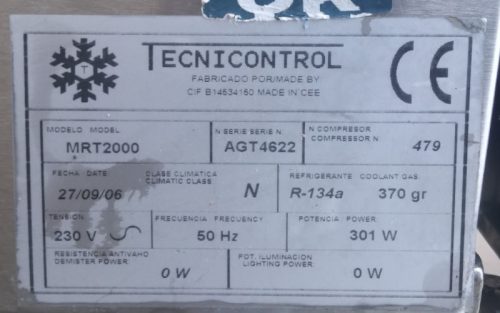 OK
TECNICONTROL
FABRICADO POR/MADE BY
CIF B14534160 MADE IN CEE
CE
MODELO MODEL
MRT2000
N SERIE SERIE N
AGT4622
N COMPRESOR
COMPRESSOR N
479
FECHA DATE
27/09/06
CLASE CLIMATICA
CLIMATIC CLASS
N
REFRIGERANTE COOLANT GAS
R-134a 370 gr
TENSION
230 V
FRECUENCIA FREQUENCY
50 Hz
POTENCIA POWER
301 W
RESISTENCIA ANTIVAHO
DEMISTER POWER
0 W
POT. ILUMINACION
LIGHTING POWER
0 W